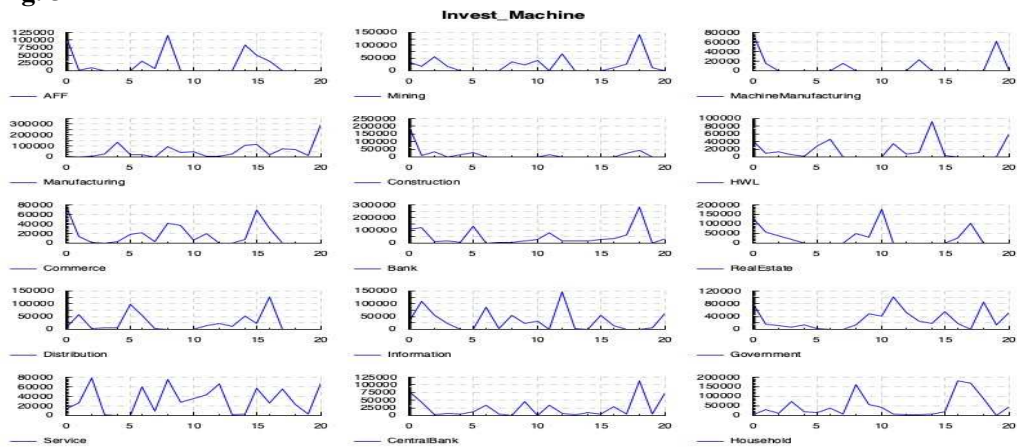 Invest_Machine
125000 100000 75000 50000 25000 0
0 5 10 15 20
AFF
150000 100000 50000 0
0 5 10 15 20
Mining
80000 60000 40000 20000 0
0 5 10 15 20
MachineManufacturing
300000 200000 100000 0
0 5 10 15 20
Manufacturing
250000 200000 150000 100000 50000 0
0 5 10 15 20
Construction
100000 80000 60000 40000 20000 0
0 5 10 15 20
HWL
80000 60000 40000 20000 0
0 5 10 15 20
Commerce
300000 200000 100000 0
0 5 10 15 20
Bank
200000 150000 100000 50000 0
0 5 10 15 20
RealEstate
150000 100000 50000 0
0 5 10 15 20
Distribution
150000 100000 50000 0
0 5 10 15 20
Information
120000 80000 40000 0
0 5 10 15 20
Government
80000 60000 40000 20000 0
0 5 10 15 20
Service
125000 100000 75000 50000 25000 0
0 5 10 15 20
CentralBank
200000 150000 100000 50000 0
0 5 10 15 20
Household